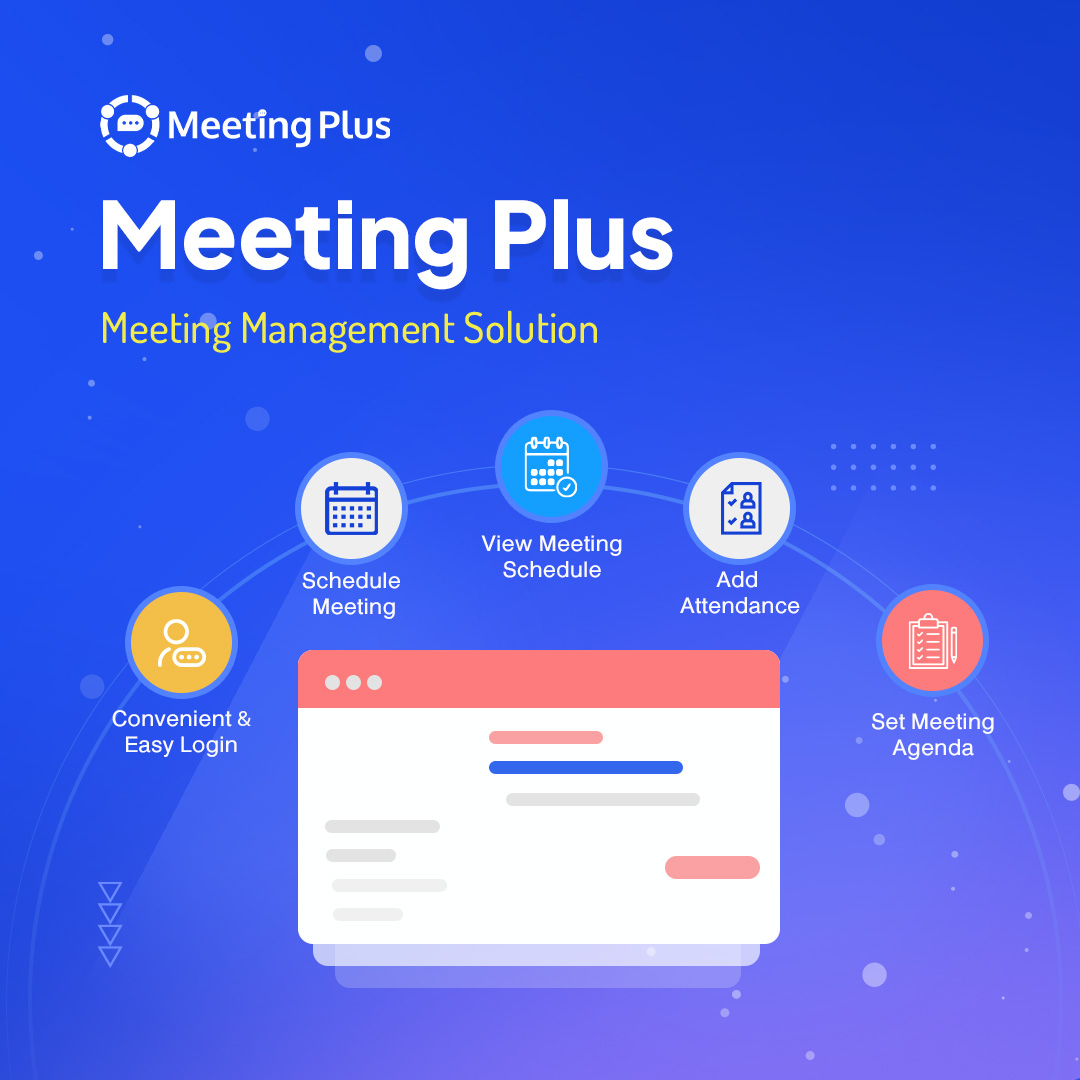 Meeting Plus
Meeting Plus
Meeting Management Solution
Convenient &
Easy Login
Schedule
Meeting
View Meeting
Schedule
Add
Attendance
Set Meeting
Agenda